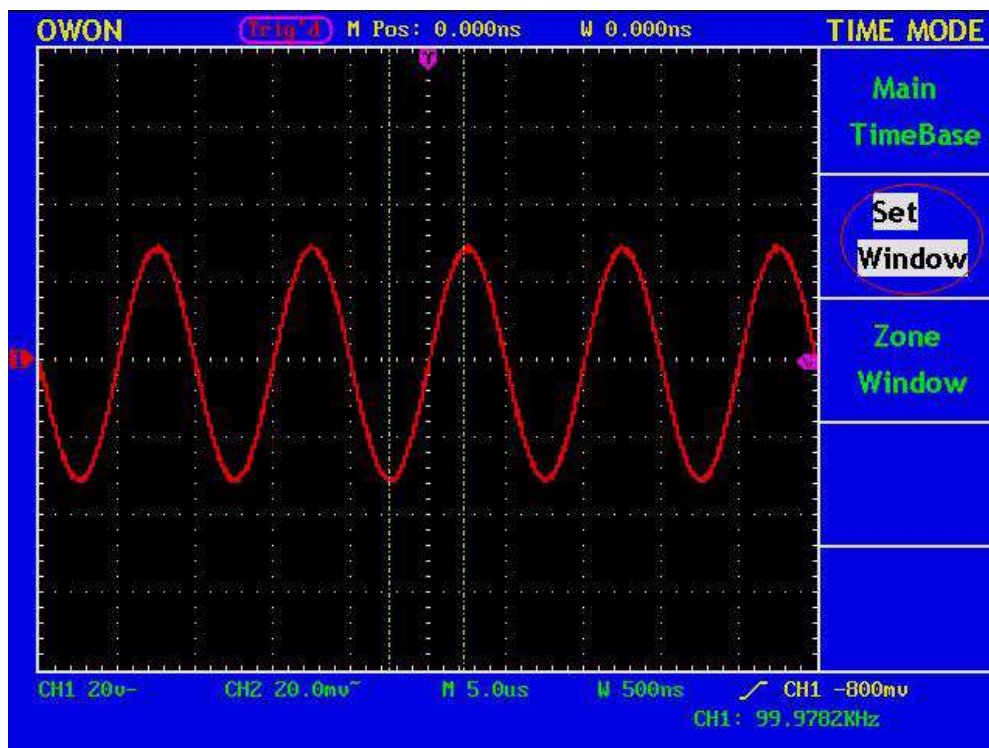 OWON Trig'd M Pos: 0.000ns W 0.000ns TIME MODE
Main
TimeBase
Set
Window
Zone
Window
T
1
CH1 20v- CH2 20.0mv~ M 5.0us W 500ns CH1 -800mv
CH1: 99.9782KHz